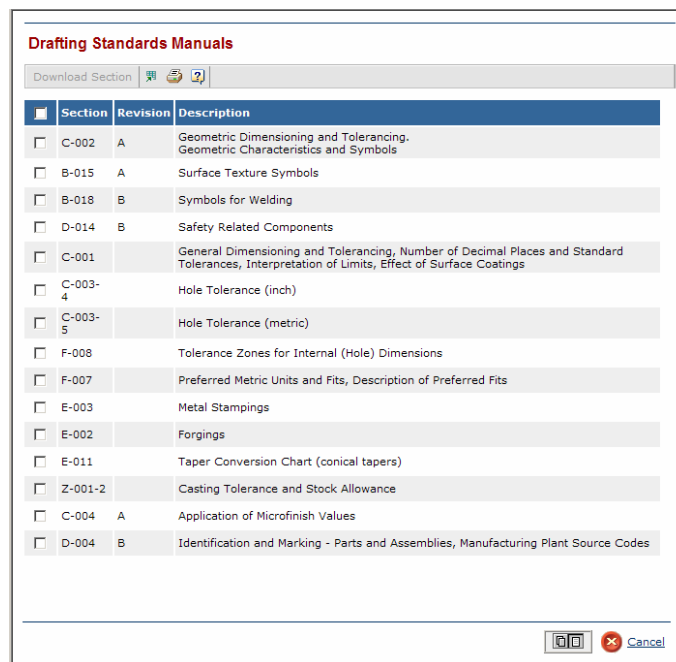 Drafting Standards Manuals
Download Section
Section Revision Description
C-002 A Geometric Dimensioning and Tolerancing.
Geometric Characteristics and Symbols
B-015 A Surface Texture Symbols
B-018 B Symbols for Welding
D-014 B Safety Related Components
C-001 General Dimensioning and Tolerancing, Number of Decimal Places and Standard
Tolerances, Interpretation of Limits, Effect of Surface Coatings
C-003-
4 Hole Tolerance (inch)
C-003-
5 Hole Tolerance (metric)
F-008 Tolerance Zones for Internal (Hole) Dimensions
F-007 Preferred Metric Units and Fits, Description of Preferred Fits
E-003 Metal Stampings
E-002 Forgings
E-011 Taper Conversion Chart (conical tapers)
Z-001-2 Casting Tolerance and Stock Allowance
C-004 A Application of Microfinish Values
D-004 B Identification and Marking - Parts and Assemblies, Manufacturing Plant Source Codes
Cancel